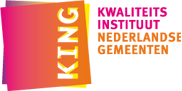 KING
KWALITEITS
INSTITUUT
NEDERLANDSE
GEMEENTEN